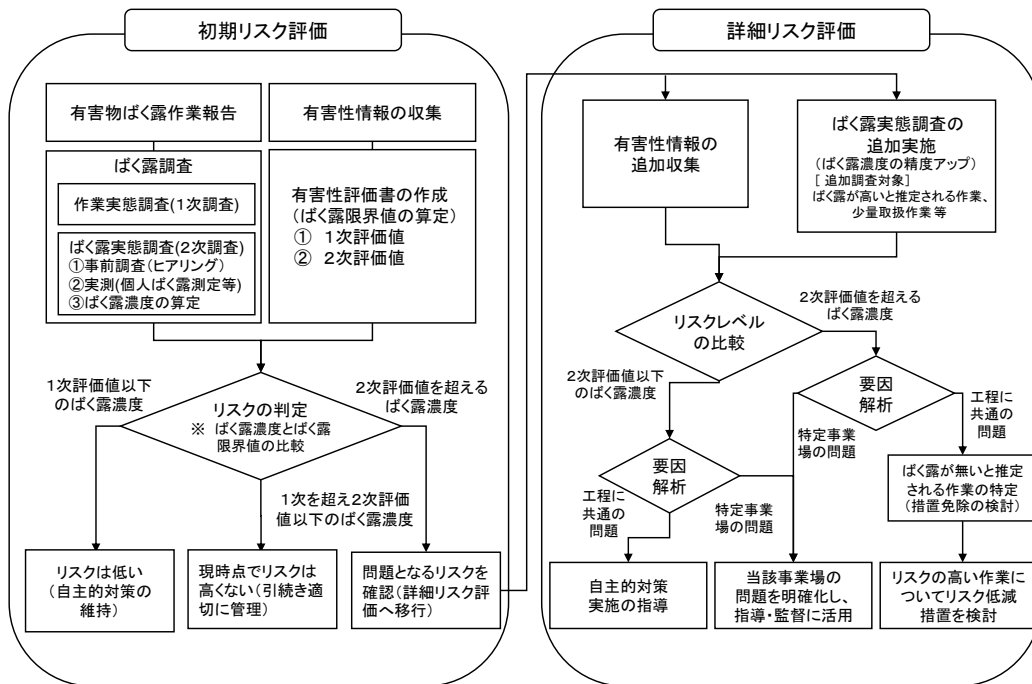 初期リスク評価
有害物ばく露作業報告
有害性情報の収集
ばく露調査
作業実態調査(1次調査)
ばく露実態調査(2次調査)
①事前調査(ヒアリング)
②実測(個人ばく露測定等)
③ばく露濃度の算定
有害性評価書の作成
(ばく露限界値の算定)
① 1次評価値
② 2次評価値
1次評価値以下
のばく露濃度
2次評価値を超える
ばく露濃度
リスクの判定
※ ばく露濃度とばく露
限界値の比較
1次を超え2次評価
値以下のばく露濃度
リスクは低い
(自主的対策の
維持)
現時点でリスクは
高くない(引続き適
切に管理)
問題となるリスクを
確認(詳細リスク評
価へ移行)
詳細リスク評価
有害性情報の
追加収集
ばく露実態調査の
追加実施
(ばく露濃度の精度アップ)
[ 追加調査対象]
ばく露が高いと推定される作業、
少量取扱作業等
リスクレベル
の比較
2次評価値を超える
ばく露濃度
2次評価値以下
のばく露濃度
要因
解析
工程に
共通の
問題
特定事業
場の問題
要因
解析
工程に
共通の
問題
特定事業
場の問題
ばく露が無いと推定
される作業の特定
(措置免除の検討)
自主的対策
実施の指導
当該事業場の
問題を明確化し、
指導・監督に活用
リスクの高い作業に
ついてリスク低減
措置を検討